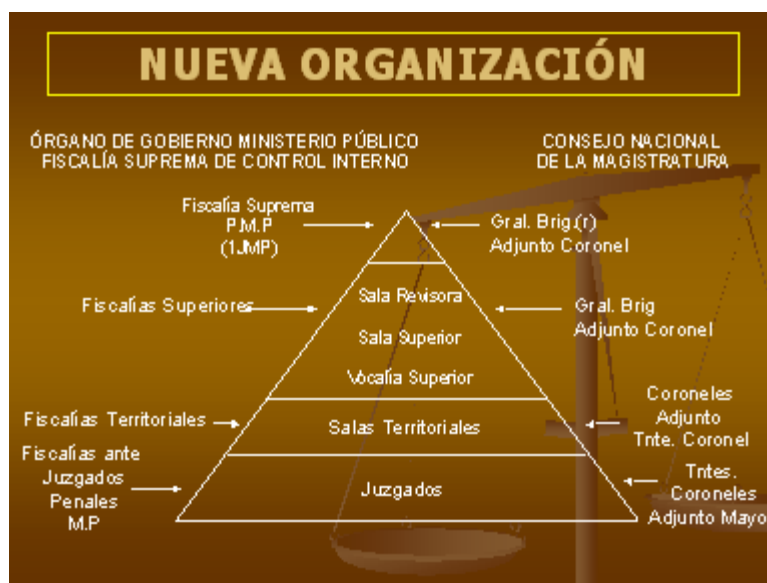 NUEVA ORGANIZACIÓN
ÓRGANO DE GOBIERNO MINISTERIO PÚBLICO
FISCALÍA SUPREMA DE CONTROL INTERNO
CONSEJO NACIONAL
DE LA MAGISTRATURA
Fiscalía Suprema
P.M.P
(1JMP)
Gral. Brig.(r)
Adjunto Coronel
Fiscalías Superiores
Sala Revisora
Sala Superior
Vocalía Superior
Gral. Brig
Adjunto Coronel
Fiscalías Territoriales
Salas Territoriales
Coroneles
Adjunto
Tnte. Coronel
Fiscalías ante
Juzgados
Penales
M.P
Juzgados
Tntes.
Coroneles
Adjunto Mayo